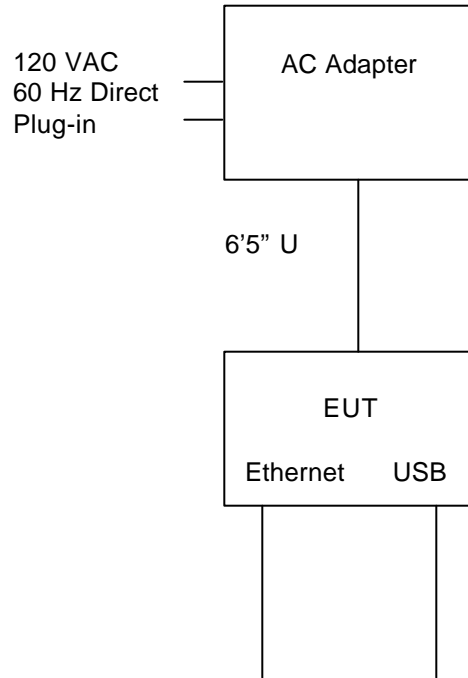 120 VAC
60 Hz Direct
Plug-in
AC Adapter
6’5” U
EUT
Ethernet USB